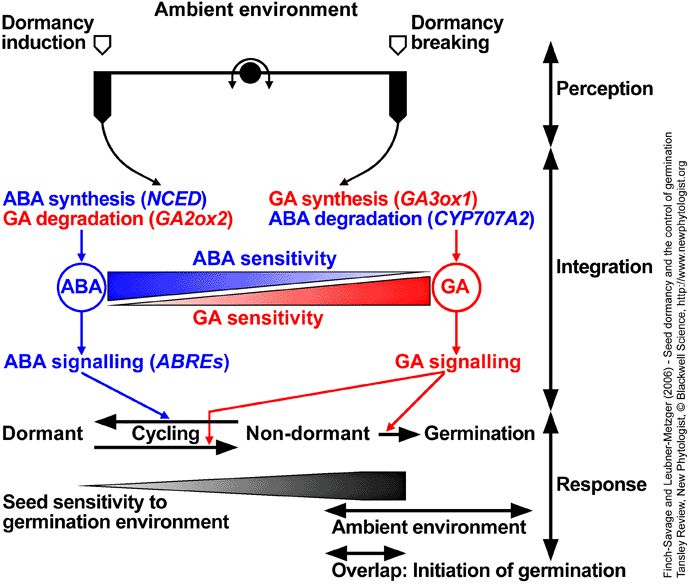 Ambient environment
Dormancy
induction
Dormancy
breaking
Perception
ABA synthesis (NCED)
GA degradation (GA2ox2)
GA synthesis (GA3ox1)
ABA degradation (CYP707A2)
ABA sensitivity
ABA
GA
GA sensitivity
Integration
ABA signalling (ABREs)
GA signalling
Dormant
Cycling
Non-dormant
Germination
Response
Seed sensitivity to
germination environment
Ambient environment
Overlap: Initiation of germination
Finch-Savage and Leubner-Metzger (2006) - Seed dormancy and the control of germination
Tansley Review, New Phytologist, © Blackwell Science, http://www.newphytologist.org